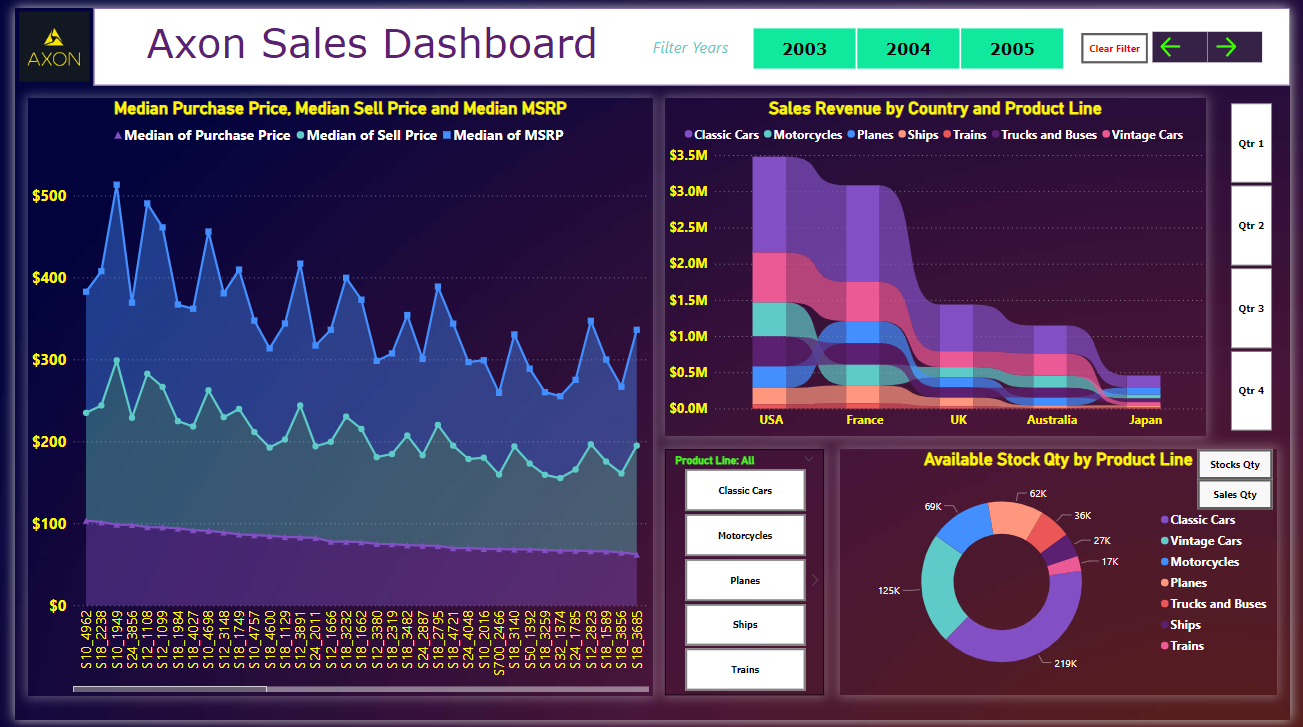 AXON
Axon Sales Dashboard
Filter Years
2003
2004
2005
Clear Filter
Median Purchase Price, Median Sell Price and Median MSRP
Median of Purchase Price Median of Sell Price Median of MSRP
$500
$400
$300
$200
$100
$0
S10_4962
S18_2238
S10_1949
S24_3856
S12_1108
S12_1099
S18_1984
S18_4027
S10_4698
S12_3148
S18_1749
S10_4757
S18_4600
S18_1129
S12_3891
S24_2011
S12_1666
S18_3232
S18_1662
S12_3380
S18_2319
S18_3482
S24_2887
S18_2795
S18_4721
S24_4048
S10_2016
S700_2466
S18_3140
S50_1392
S18_3259
S32_1374
S24_1785
S12_2823
S18_1589
S18_3856
S18_3885
Sales Revenue by Country and Product Line
Classic Cars Motorcycles Planes Ships Trains Trucks and Buses Vintage Cars
$3.5M
$3.0M
$2.5M
$2.0M
$1.5M
$1.0M
$0.5M
$0.0M
USA France UK Australia Japan
Qtr 1
Qtr 2
Qtr 3
Qtr 4
Product Line: All
Classic Cars
Motorcycles
Planes
Ships
Trains
Available Stock Qty by Product Line
Stocks Qty
Sales Qty
62K
69K
36K
27K
17K
125K
219K
Classic Cars
Vintage Cars
Motorcycles
Planes
Trucks and Buses
Ships
Trains